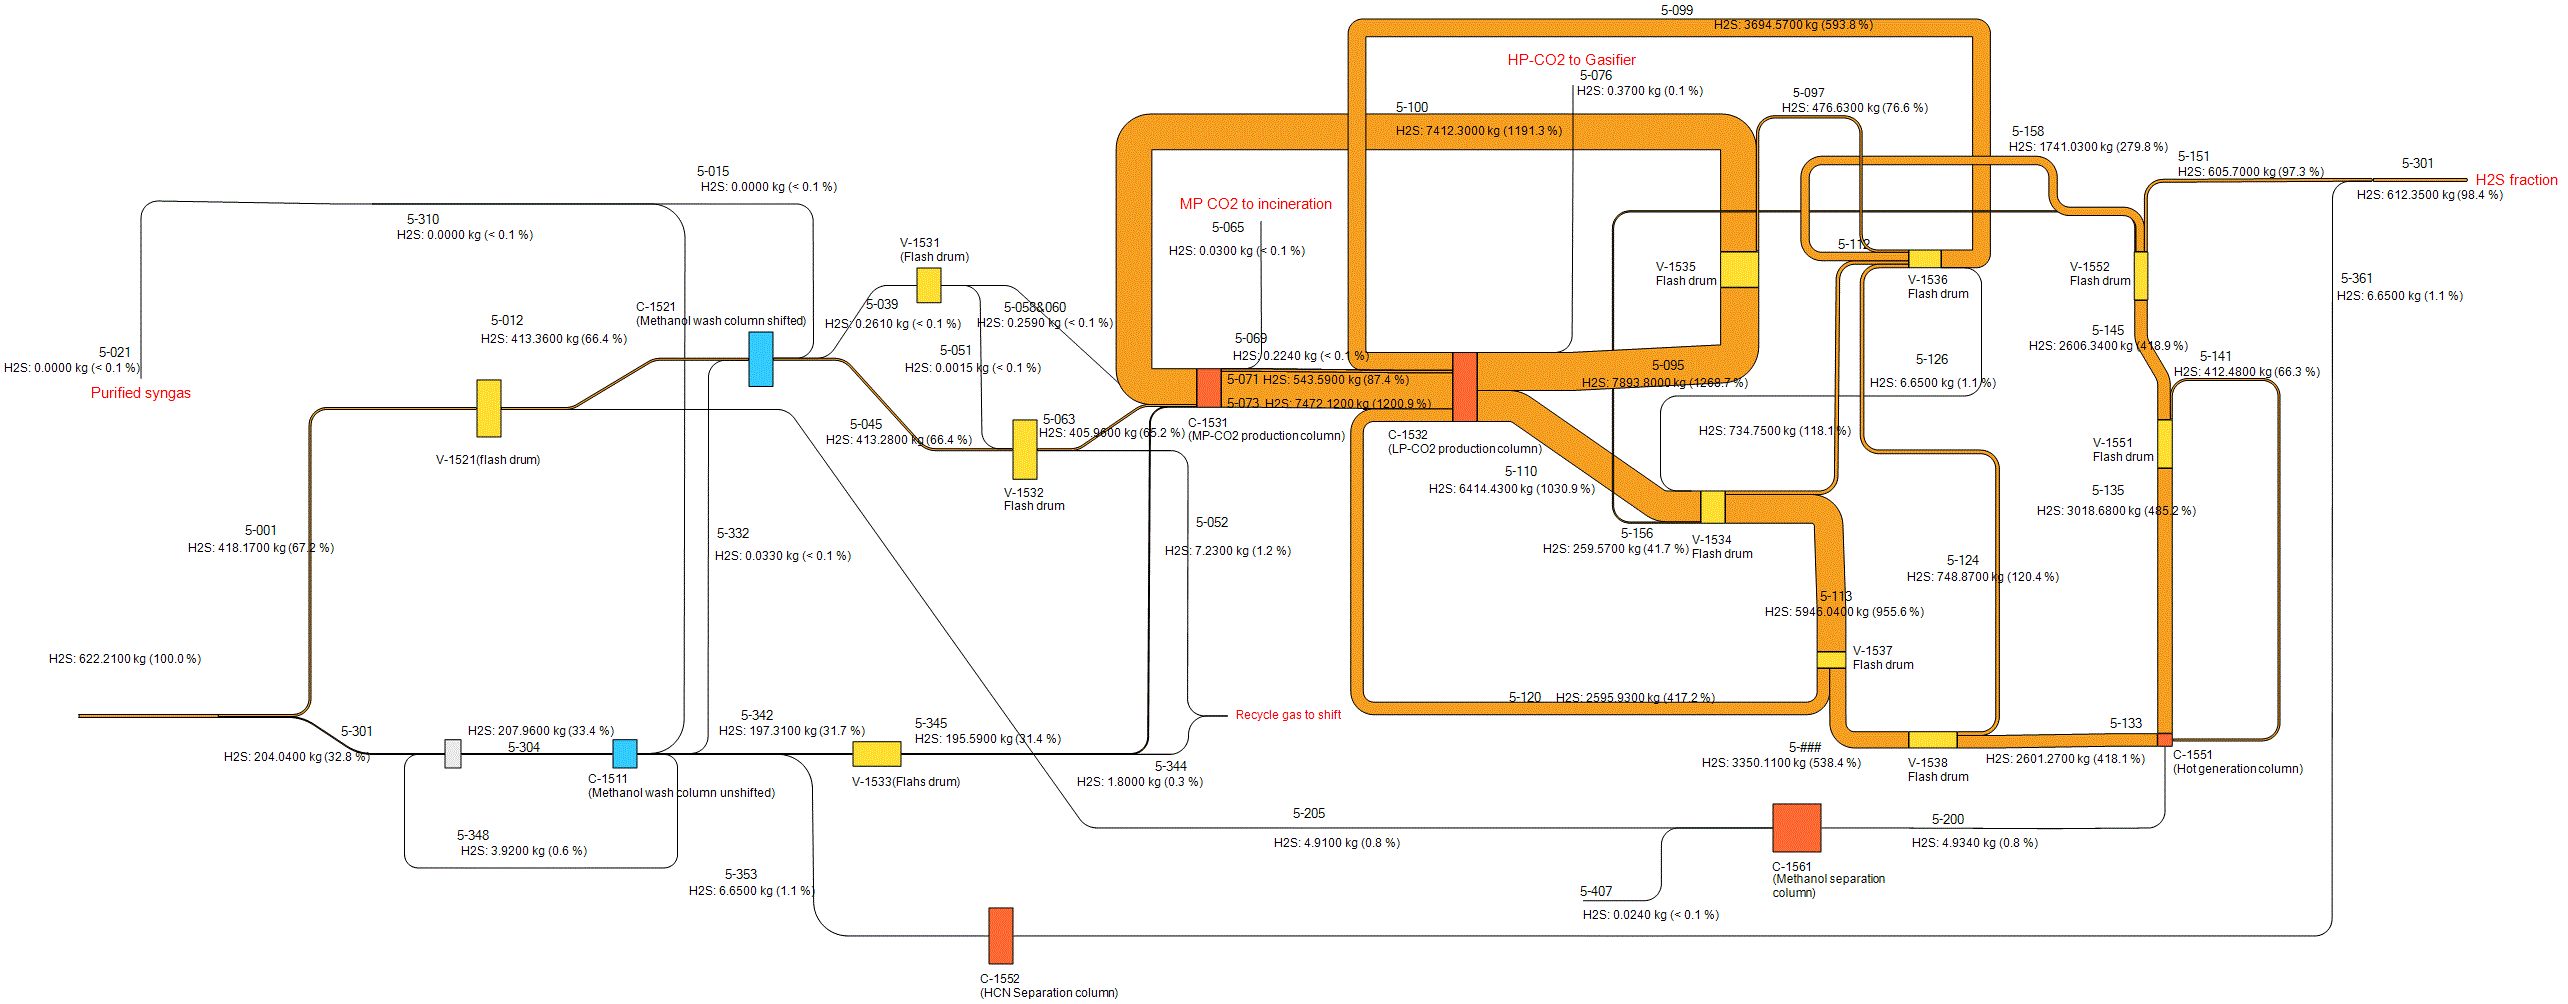 5-099
H2S: 3694.5700 kg (593.8 %)
HP-CO2 to Gasifier
5-076
H2S: 0.3700 kg (0.1 %)
5-097
H2S: 476.6300 kg (76.6 %)
5-100
H2S: 7412.3000 kg (1191.3 %)
5-158
H2S: 1741.0300 kg (279.8 %)
5-151
H2S: 605.7000 kg (97.3 %)
5-301
H2S fraction
H2S: 612.3500 kg (98.4 %)
5-015
H2S: 0.0000 kg (< 0.1 %)
5-310
H2S: 0.0000 kg (< 0.1 %)
MP CO2 to incineration
5-065
H2S: 0.0300 kg (< 0.1 %)
V-1531
(Flash drum)
5-112
V-1535
Flash drum
V-1536
Flash drum
V-1552
Flash drum
5-361
H2S: 6.6500 kg (1.1 %)
5-039
H2S: 0.2610 kg (< 0.1 %)
5-058&060
H2S: 0.2590 kg (< 0.1 %)
C-1521
(Methanol wash column shifted)
5-012
H2S: 413.3600 kg (66.4 %)
5-021
H2S: 0.0000 kg (< 0.1 %)
Purified syngas
5-051
H2S: 0.0015 kg (< 0.1 %)
5-069
H2S: 0.2240 kg (< 0.1 %)
5-071 H2S: 543.5900 kg (87.4 %)
5-073 H2S: 7472.1200 kg (1200.9 %)
5-095
H2S: 7893.8000 kg (1268.7 %)
5-126
H2S: 6.6500 kg (1.1 %)
5-145
H2S: 2606.3400 kg (418.9 %)
5-141
H2S: 412.4800 kg (66.3 %)
5-045
H2S: 413.2800 kg (66.4 %)
5-063
H2S: 405.9600 kg (65.2 %)
C-1531
(MP-CO2 production column)
C-1532
(LP-CO2 production column)
H2S: 734.7500 kg (118.1 %)
V-1551
Flash drum
V-1521(flash drum)
V-1532
Flash drum
5-110
H2S: 6414.4300 kg (1030.9 %)
5-135
H2S: 3018.6800 kg (485.2 %)
5-001
H2S: 418.1700 kg (67.2 %)
5-332
H2S: 0.0330 kg (< 0.1 %)
5-052
H2S: 7.2300 kg (1.2 %)
5-156
H2S: 259.5700 kg (41.7 %)
V-1534
Flash drum
5-124
H2S: 748.8700 kg (120.4 %)
5-113
H2S: 5946.0400 kg (955.6 %)
V-1537
Flash drum
H2S: 622.2100 kg (100.0 %)
5-120 H2S: 2595.9300 kg (417.2 %)
Recycle gas to shift
5-301
H2S: 204.0400 kg (32.8 %)
H2S: 207.9600 kg (33.4 %)
5-304
5-342
H2S: 197.3100 kg (31.7 %)
5-345
H2S: 195.5900 kg (31.4 %)
5-133
H2S: 2601.2700 kg (418.1 %)
5-###
H2S: 3350.1100 kg (538.4 %)
V-1538
Flash drum
C-1551
(Hot generation column)
C-1511
(Methanol wash column unshifted)
V-1533(Flahs drum)
5-344
H2S: 1.8000 kg (0.3 %)
5-348
H2S: 3.9200 kg (0.6 %)
5-205
H2S: 4.9100 kg (0.8 %)
5-200
H2S: 4.9340 kg (0.8 %)
5-353
H2S: 6.6500 kg (1.1 %)
C-1561
(Methanol separation
column)
5-407
H2S: 0.0240 kg (< 0.1 %)
C-1552
(HCN Separation column)